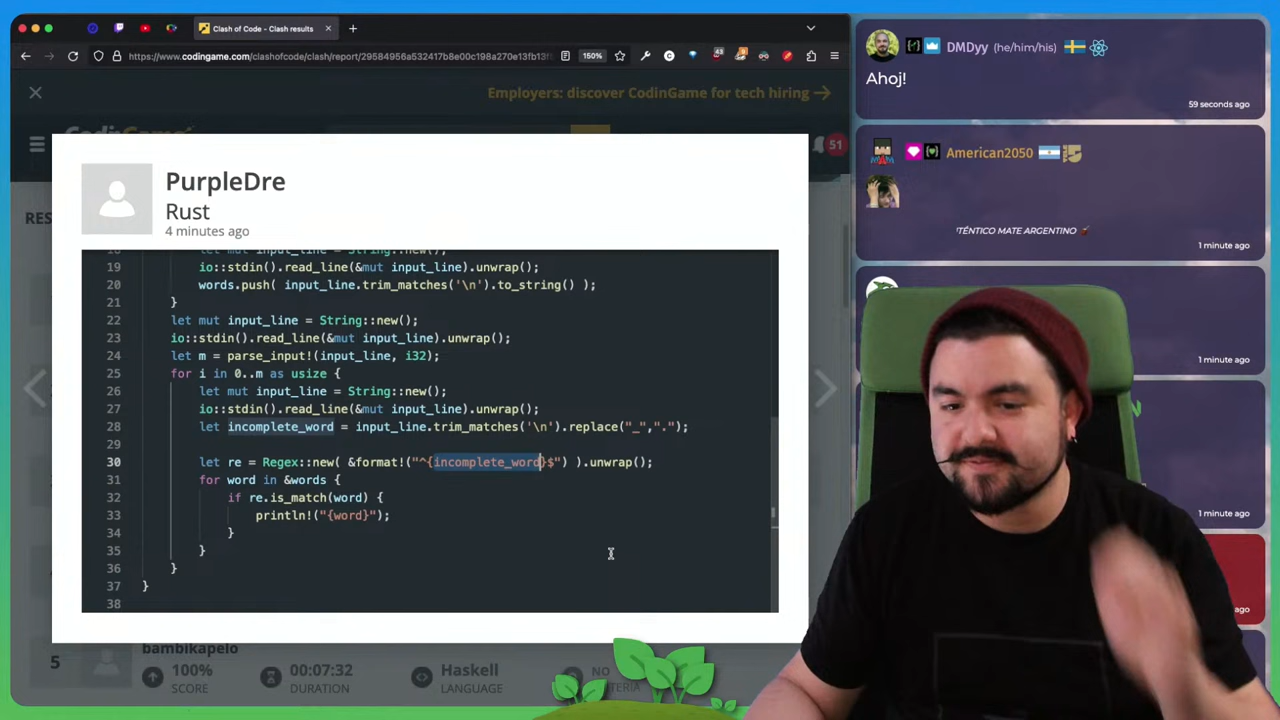 Clash of Code - Clash results
https://www.codingame.com/clashofcode/clash/report/29584956a532417b8e00c198a270e13fb13f
150%
43
Employers: discover CodinGame for tech hiring
51
RES
PurpleDre
Rust
4 minutes ago
19 io::stdin().read_line(&mut input_line).unwrap();
20 words.push( input_line.trim_matches('\n').to_string() );
21 }
22 let mut input_line = String::new();
23 io::stdin().read_line(&mut input_line).unwrap();
24 let m = parse_input!(input_line, i32);
25 for i in 0..m as usize {
26 let mut input_line = String::new();
27 io::stdin().read_line(&mut input_line).unwrap();
28 let incomplete_word = input_line.trim_matches('\n').replace("_",".");
29
30 let re = Regex::new( &format!("^{incomplete_word}$") ).unwrap();
31 for word in &words {
32 if re.is_match(word) {
33 println!("{word}");
34 }
35 }
36 }
37 }
38
5
bambikapelo
100%
SCORE
00:07:32
DURATION
Haskell
LANGUAGE
NO
DMDyy (he/him/his)
Ahoj!
59 seconds ago
American2050
TÉNTICO MATE ARGENTINO
1 minute ago
1 minute ago
1 minute ago